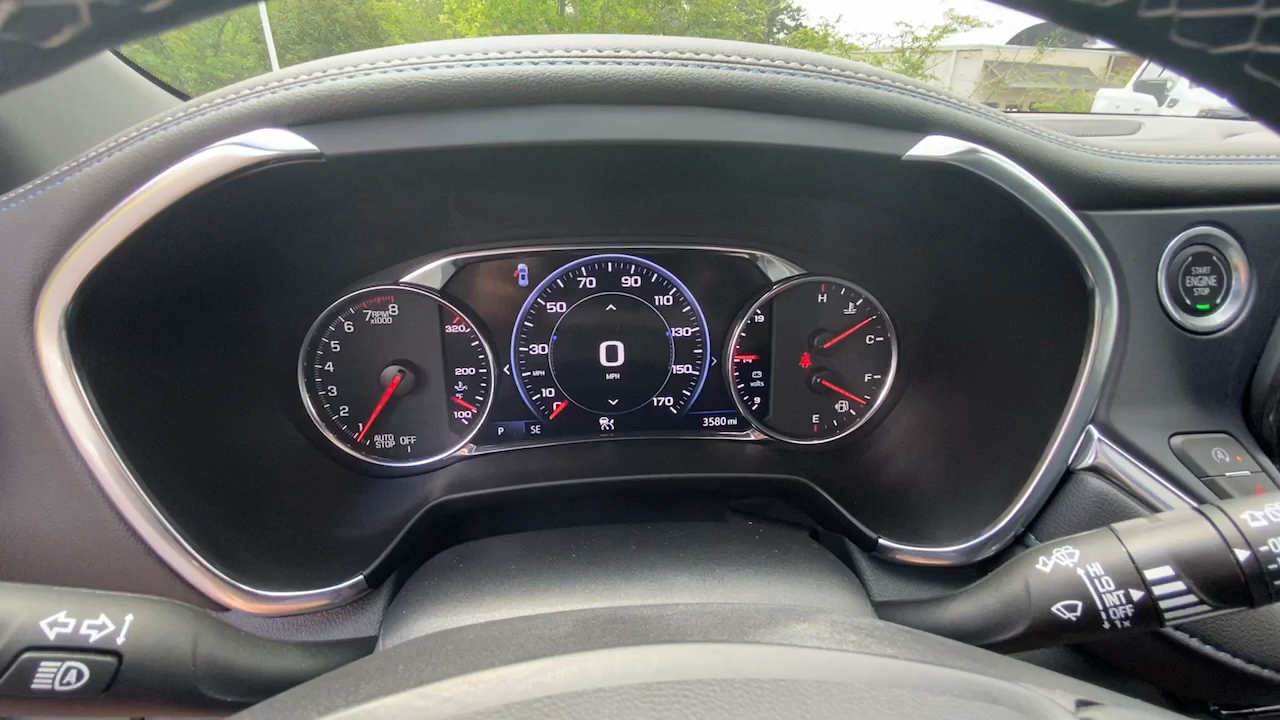 8
7
RPM
x1000
6
5
4
3
2
1
AUTO
STOP
OFF
320
200
°F
100
70
90
50
110
30
130
MPH
150
10
0
170
0
MPH
P
SE
3580 mi
19
14
volts
9
H
C
F
E
START
ENGINE
STOP
A
A
HI
LO
INT
OFF
1x